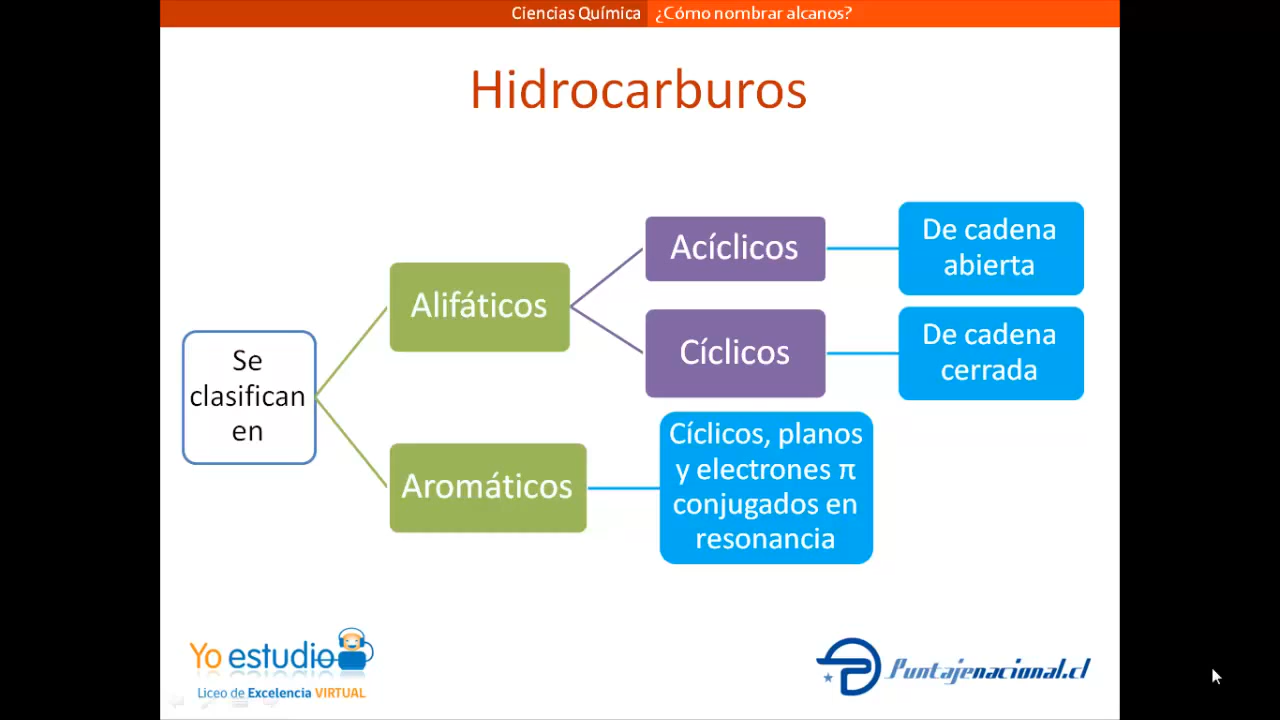 Ciencias Química ¿Cómo nombrar alcanos?
Hidrocarburos
Se
clasifican
en
Alifáticos
Acíclicos
De cadena
abierta
Cíclicos
De cadena
cerrada
Aromáticos
Cíclicos, planos
y electrones π
conjugados en
resonancia
Yo estudio
Liceo de Excelencia VIRTUAL
Puntajenacional.cl